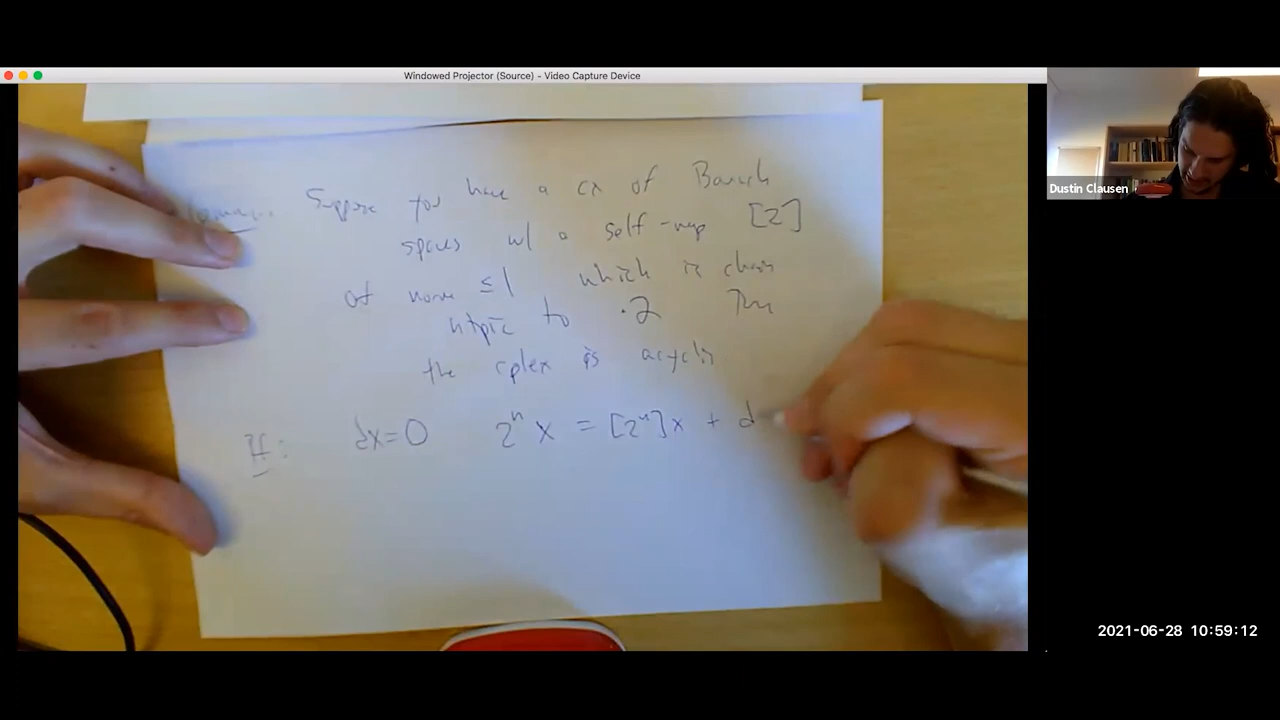 Windowed Projector (Source) - Video Capture Device
Suppose you have a cx of Banach
spaces w/ a self-map [2]
of norm ≤1 which is chain
htpic to ·2 Then
the cplex is acyclic
Pf: dx=0 2ⁿ x = [2ⁿ]x + d
Dustin Clausen
2021-06-28 10:59:12